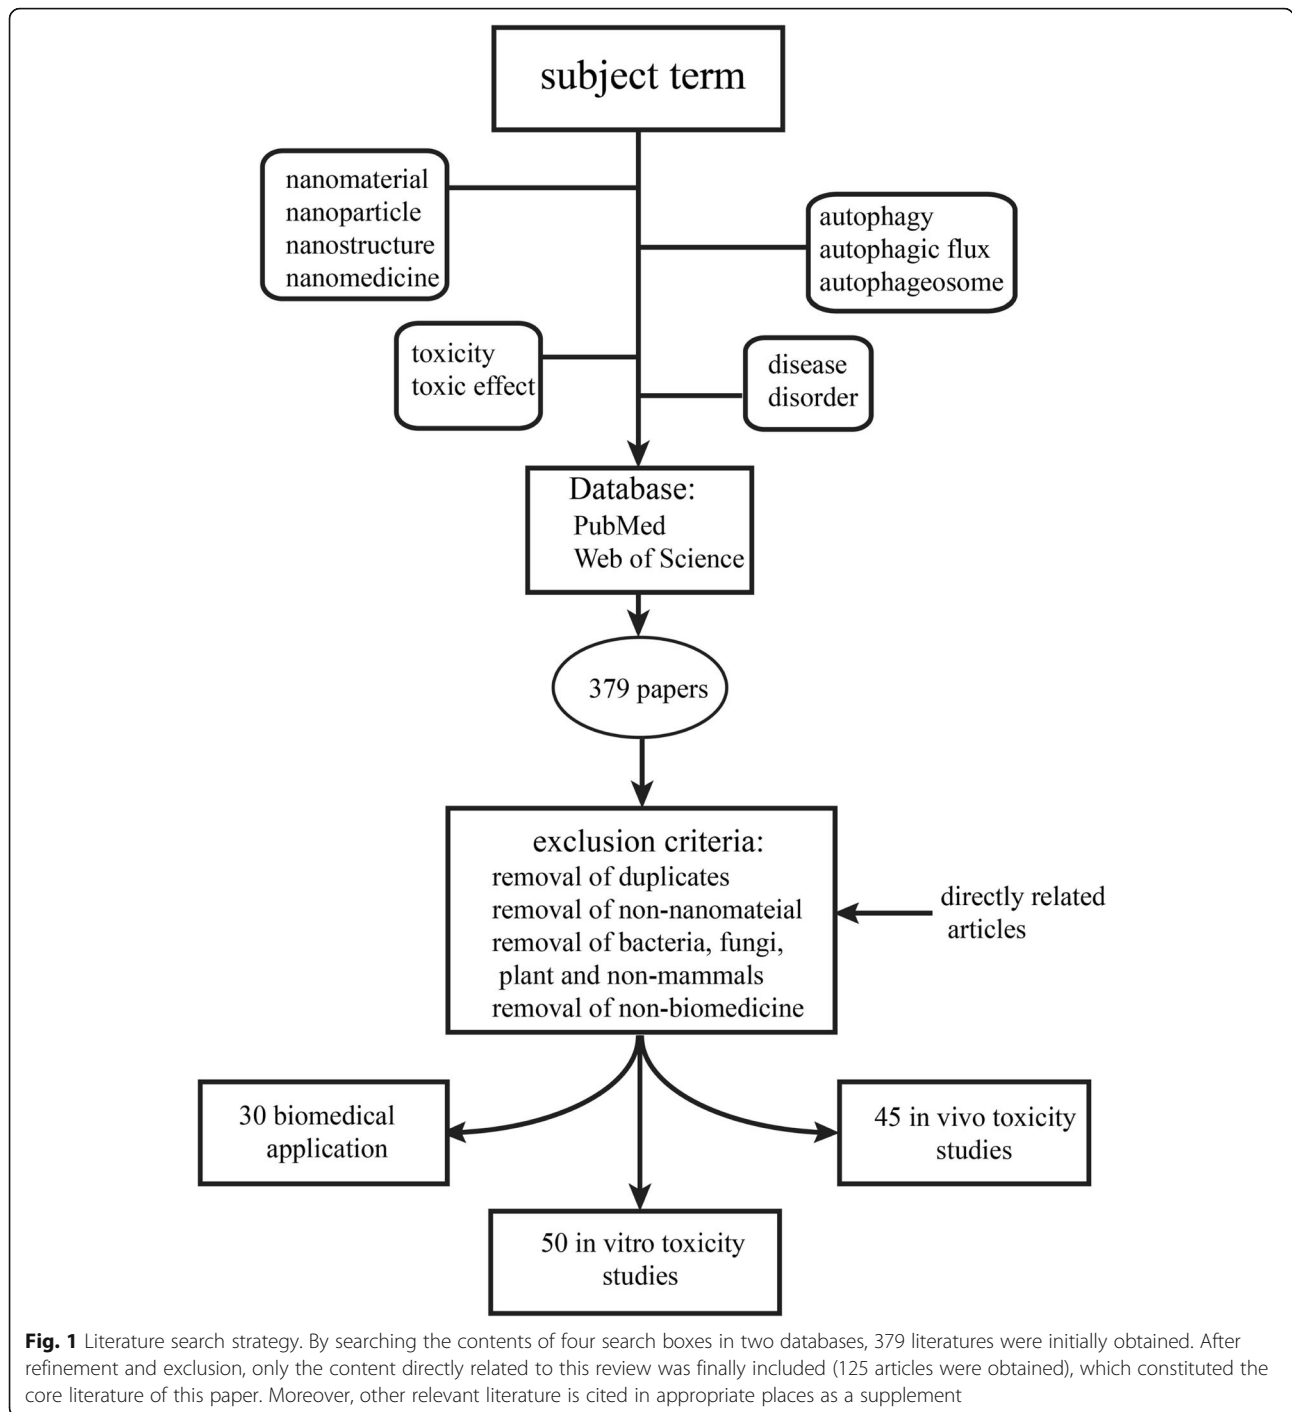 subject term
nanomaterial
nanoparticle
nanostructure
nanomedicine
autophagy
autophagic flux
autophageosome
toxicity
toxic effect
disease
disorder
Database:
PubMed
Web of Science
379 papers
exclusion criteria:
removal of duplicates
removal of non-nanomateial
removal of bacteria, fungi,
plant and non-mammals
removal of non-biomedicine
directly related
articles
30 biomedical
application
45 in vivo toxicity
studies
50 in vitro toxicity
studies
Fig. 1 Literature search strategy. By searching the contents of four search boxes in two databases, 379 literatures were initially obtained. After
refinement and exclusion, only the content directly related to this review was finally included (125 articles were obtained), which constituted the
core literature of this paper. Moreover, other relevant literature is cited in appropriate places as a supplement